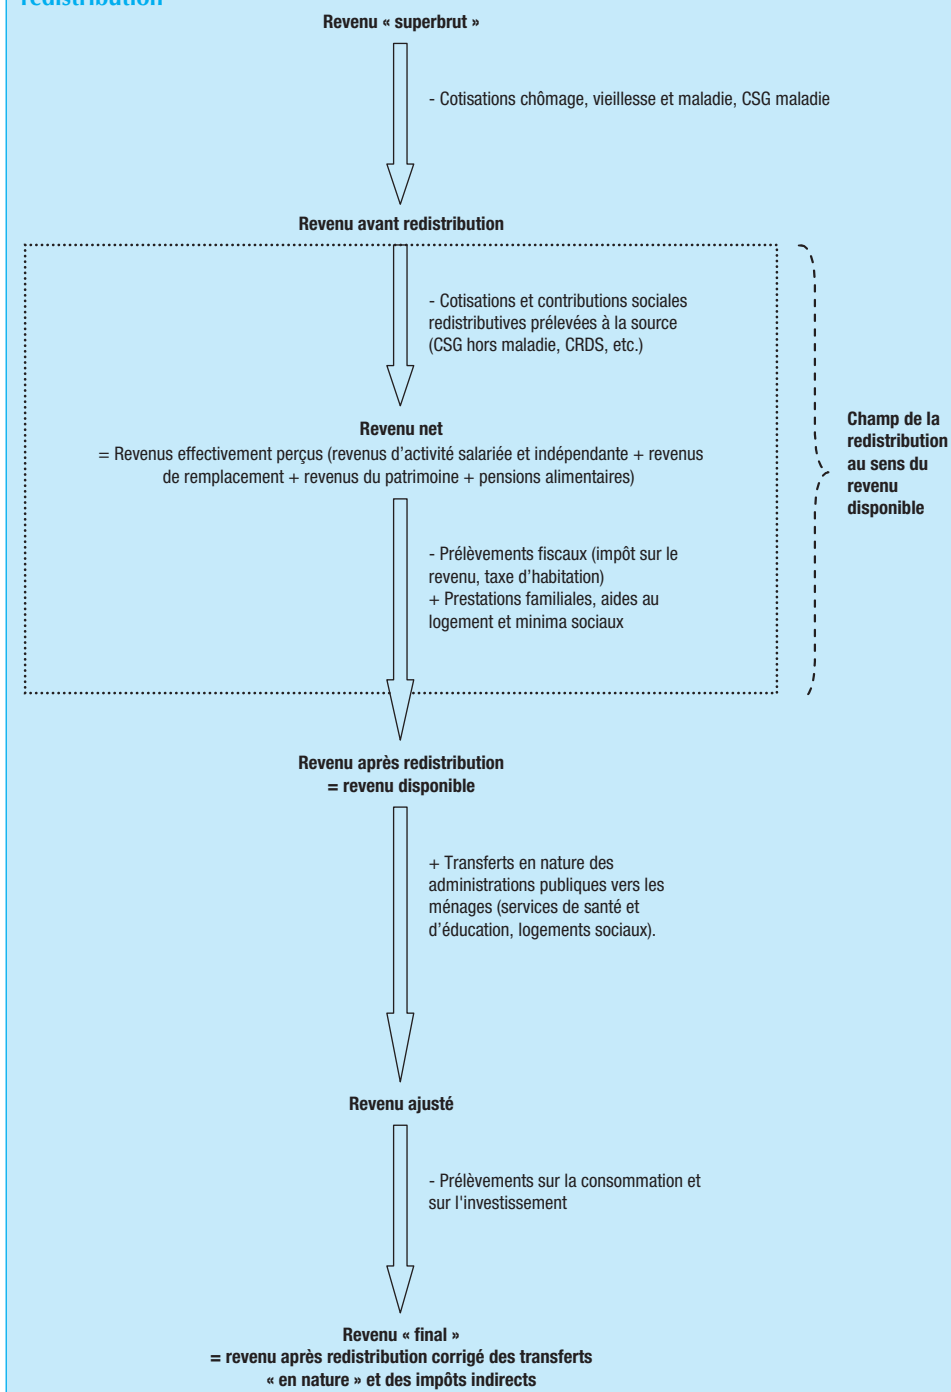 redistribution
Revenu « superbrut »
- Cotisations chômage, vieillesse et maladie, CSG maladie
Revenu avant redistribution
- Cotisations et contributions sociales
redistributives prélevées à la source
(CSG hors maladie, CRDS, etc.)
Revenu net
= Revenus effectivement perçus (revenus d'activité salariée et indépendante + revenus
de remplacement + revenus du patrimoine + pensions alimentaires)
Champ de la
redistribution
au sens du
revenu
disponible
- Prélèvements fiscaux (impôt sur le
revenu, taxe d'habitation)
+ Prestations familiales, aides au
logement et minima sociaux
Revenu après redistribution
= revenu disponible
+ Transferts en nature des
administrations publiques vers les
ménages (services de santé et
d'éducation, logements sociaux).
Revenu ajusté
- Prélèvements sur la consommation et
sur l'investissement
Revenu « final »
= revenu après redistribution corrigé des transferts
« en nature » et des impôts indirects